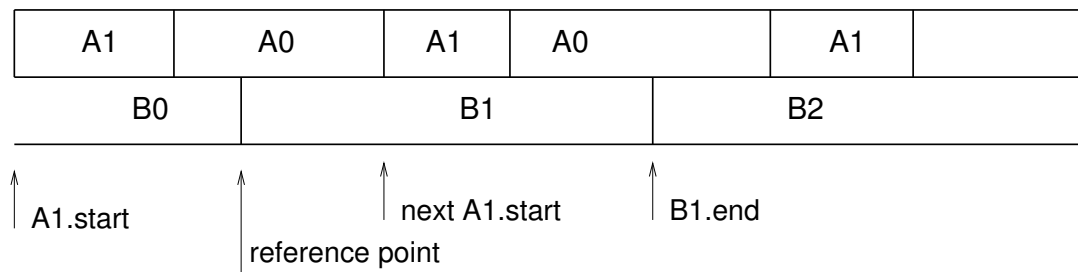 A1 A0 A1 A0 A1
B0 B1 B2
A1.start next A1.start B1.end
reference point